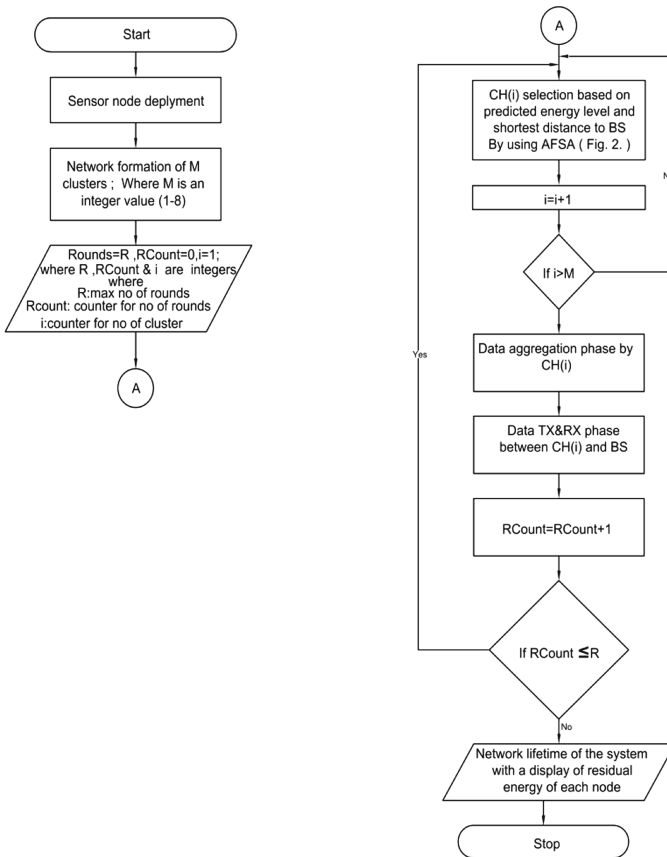 Start
Sensor node deplyment
Network formation of M
clusters ; Where M is an
integer value (1-8)
Rounds=R ,RCount=0,i=1;
where R ,RCount & i are integers
where
R:max no of rounds
Rcount: counter for no of rounds
i:counter for no of cluster
A
A
CH(i) selection based on
predicted energy level and
shortest distance to BS
By using AFSA ( Fig. 2. )
i=i+1
If i>M
Data aggregation phase by
CH(i)
Yes
Data TX&RX phase
between CH(i) and BS
RCount=RCount+1
If RCount ≤R
No
Network lifetime of the system
with a display of residual
energy of each node
Stop